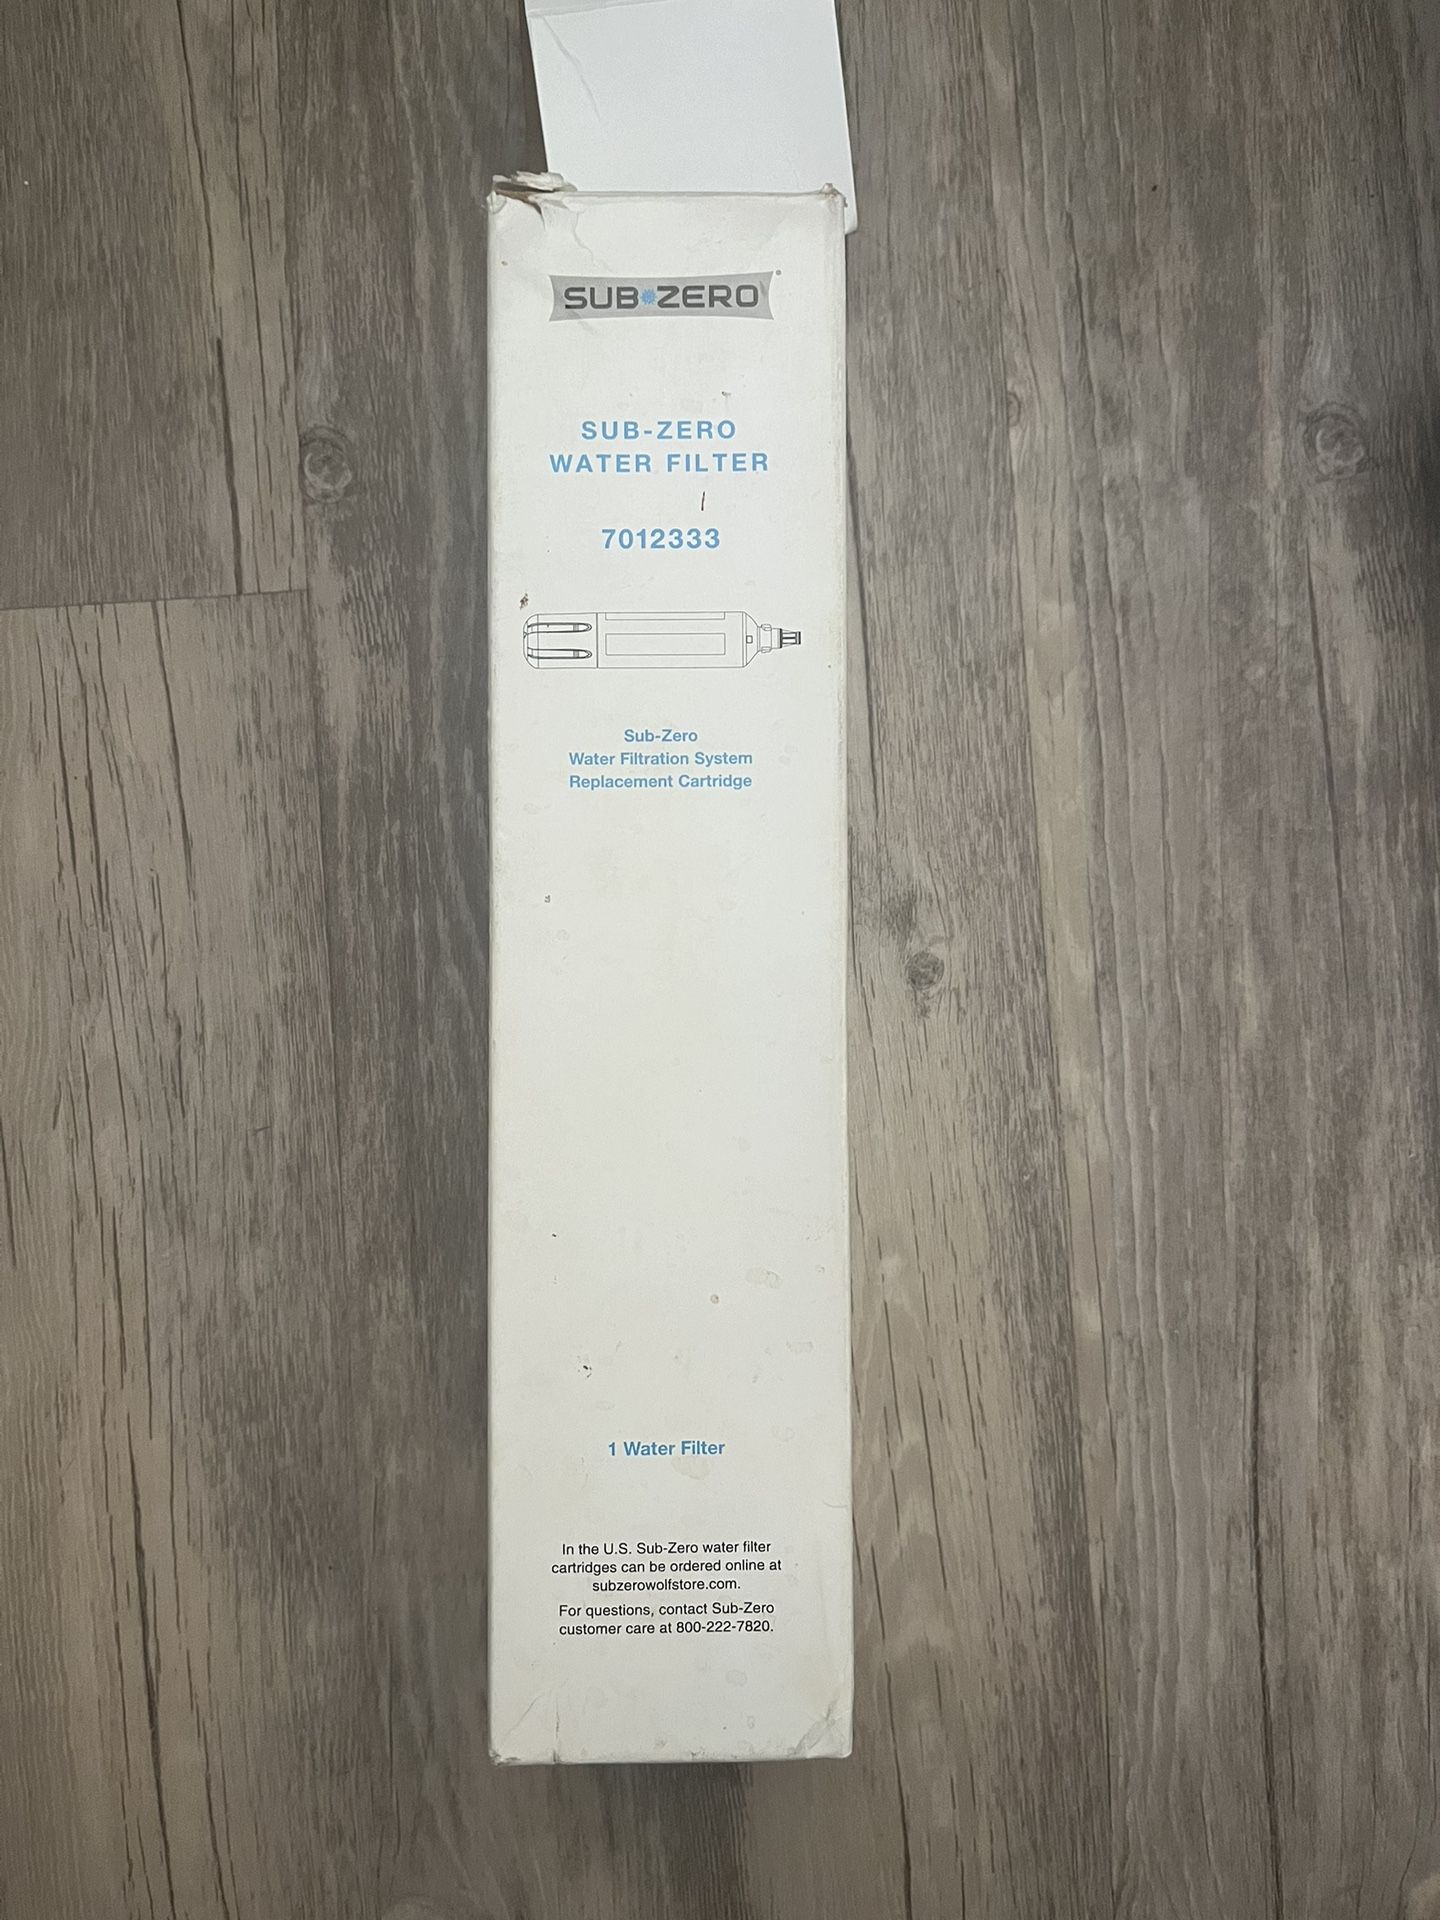 SUB ZERO
SUB-ZERO
WATER FILTER
7012333
Sub-Zero
Water Filtration System
Replacement Cartridge
1 Water Filter
In the U.S. Sub-Zero water filter
cartridges can be ordered online at
subzerowolfstore.com.
For questions, contact Sub-Zero
customer care at 800-222-7820.